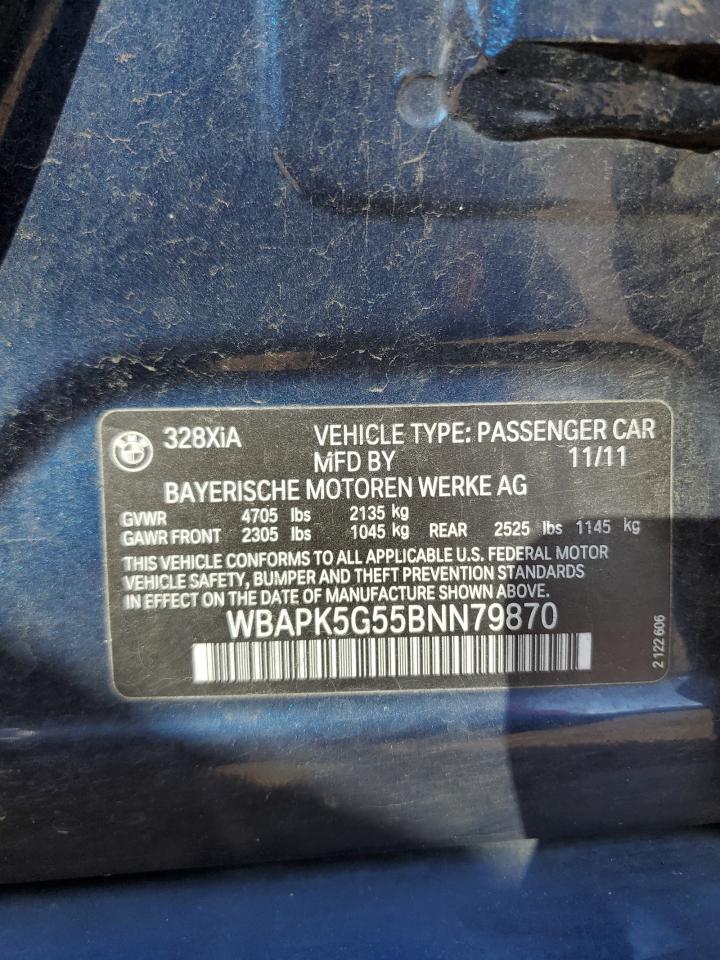 328XiA VEHICLE TYPE: PASSENGER CAR
MFD BY 11/11
BAYERISCHE MOTOREN WERKE AG
GVWR 4705 lbs 2135 kg
GAWR FRONT 2305 lbs 1045 kg REAR 2525 lbs 1145 kg
THIS VEHICLE CONFORMS TO ALL APPLICABLE U.S. FEDERAL MOTOR
VEHICLE SAFETY, BUMPER AND THEFT PREVENTION STANDARDS
IN EFFECT ON THE DATE OF MANUFACTURE SHOWN ABOVE.
WBAPK5G55BNN79870
2 122 606